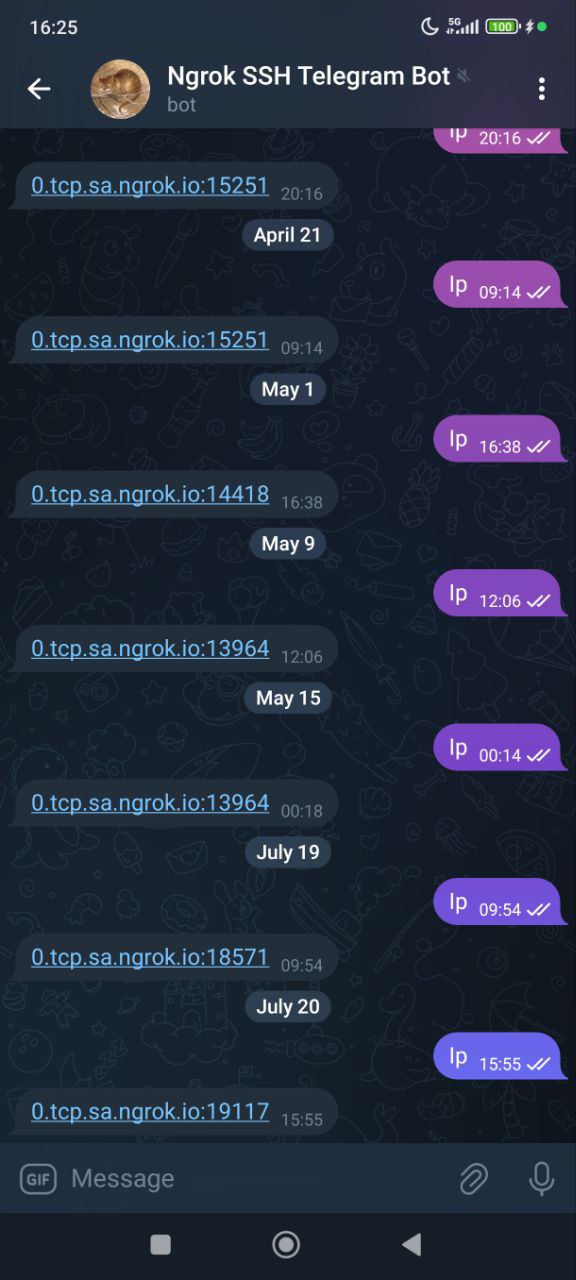 16:25
5G
100
Ngrok SSH Telegram Bot
bot
Ip 20:16
0.tcp.sa.ngrok.io:15251 20:16
April 21
Ip 09:14
0.tcp.sa.ngrok.io:15251 09:14
May 1
Ip 16:38
0.tcp.sa.ngrok.io:14418 16:38
May 9
Ip 12:06
0.tcp.sa.ngrok.io:13964 12:06
May 15
Ip 00:14
0.tcp.sa.ngrok.io:13964 00:18
July 19
Ip 09:54
0.tcp.sa.ngrok.io:18571 09:54
July 20
Ip 15:55
0.tcp.sa.ngrok.io:19117 15:55
GIF Message